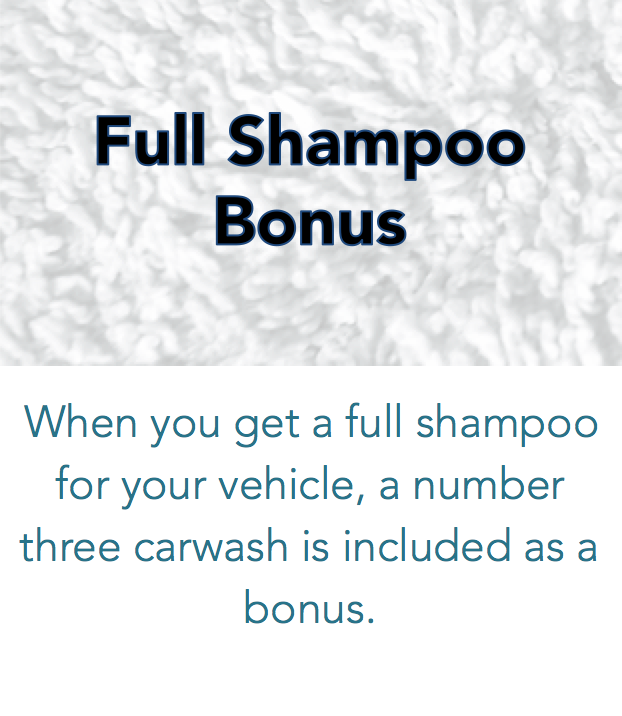 Full Shampoo
Bonus
When you get a full shampoo
for your vehicle, a number
three carwash is included as a
bonus.